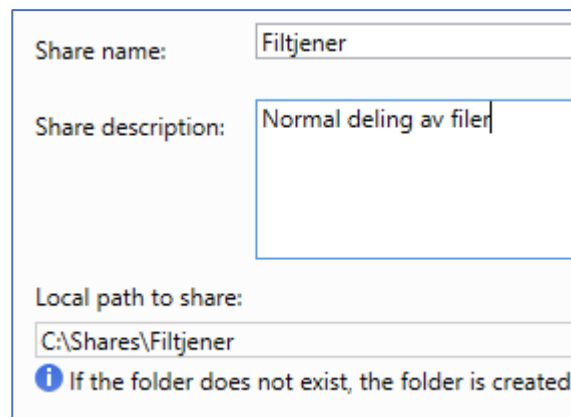 Share name:
Filtjener
Share description:
Normal deling av filer
Local path to share:
C:\Shares\Filtjener
If the folder does not exist, the folder is created